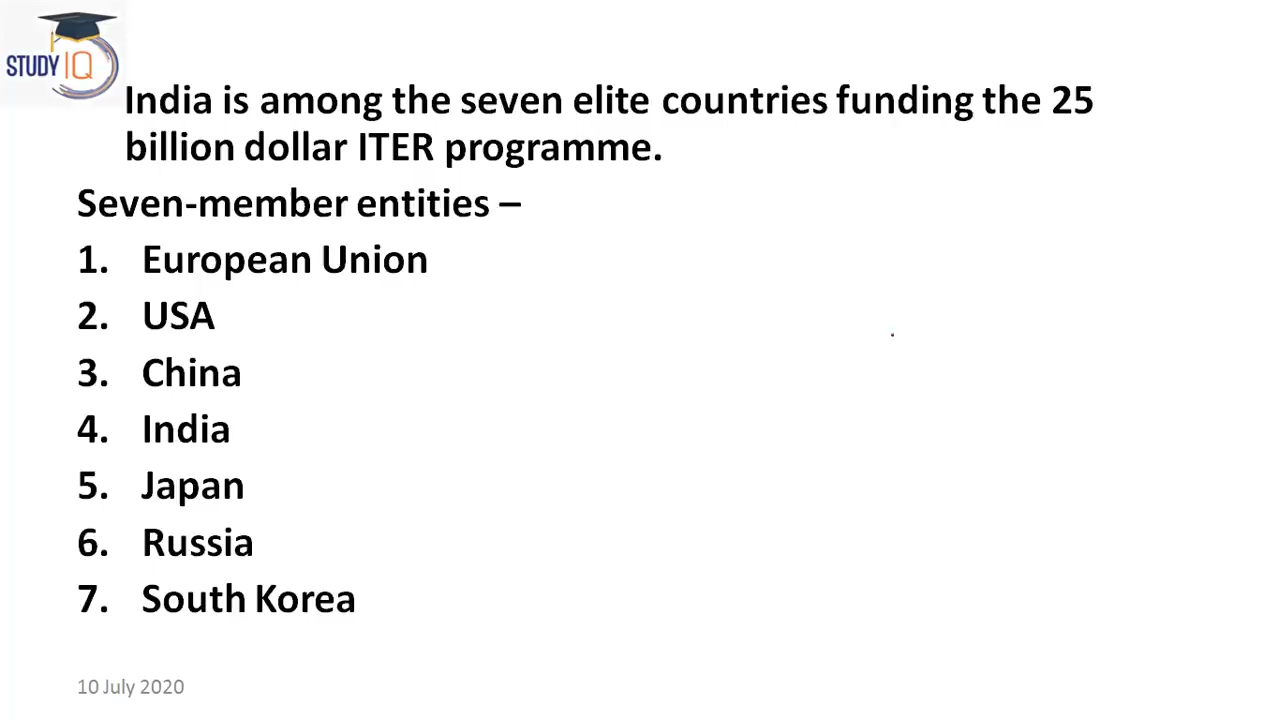 STUDY IQ
India is among the seven elite countries funding the 25
billion dollar ITER programme.
Seven-member entities –
1. European Union
2. USA
3. China
4. India
5. Japan
6. Russia
7. South Korea
10 July 2020